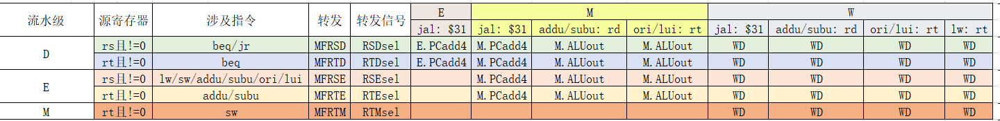 流水级 源寄存器 涉及指令 转发 转发信号 E M W
jal: $31 jal: $31 addu/subu: rd ori/lui: rt jal: $31 addu/subu: rd ori/lui: rt lw: rt
D rs且!=0 beq/jr MFRSD RSDsel E.PCadd4 M.PCadd4 M.ALUout M.ALUout WD WD WD WD
rt且!=0 beq MFRTD RTDsel E.PCadd4 M.PCadd4 M.ALUout M.ALUout WD WD WD WD
E rs且!=0 lw/sw/addu/subu/ori/lui MFRSE RSEsel M.PCadd4 M.ALUout M.ALUout WD WD WD WD
rt且!=0 addu/subu MFRTE RTEsel M.PCadd4 M.ALUout M.ALUout WD WD WD WD
M rt且!=0 sw MFRTM RTMsel WD WD WD WD